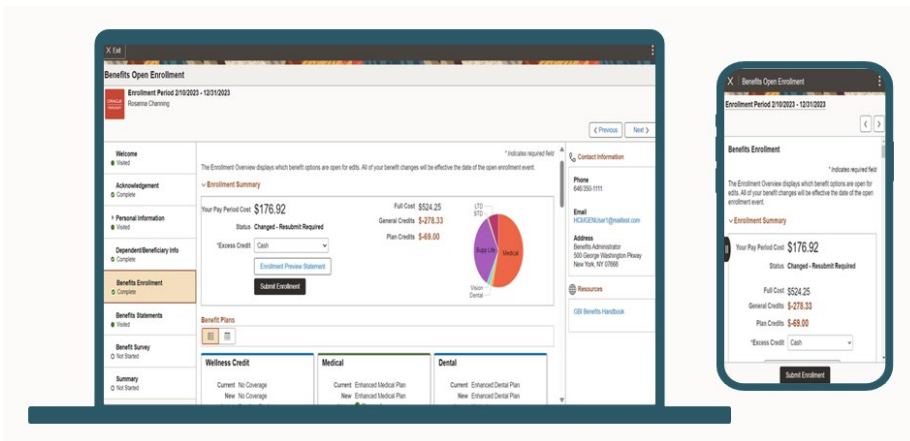 X Exit
Benefits Open Enrollment
Enrollment Period 2/10/2023 - 12/31/2023
Rosanna Channing
ORACLE
< Previous
Next >
Welcome
Visited
Acknowledgement
Complete
Personal Information
Visited
Dependent/Beneficiary Info
Complete
Benefits Enrollment
Complete
Benefits Statements
Visited
Benefit Survey
Not Started
Summary
Not Started
* Indicates required field
The Enrollment Overview displays which benefit options are open for edits. All of your benefit changes will be effective the date of the open enrollment event.
Enrollment Summary
Your Pay Period Cost $176.92
Status Changed - Resubmit Required
*Excess Credit Cash
Enrollment Preview Statement
Submit Enrollment
Full Cost $524.25
General Credits $-278.33
Plan Credits $-69.00
LTD
STD
Supp Life
Medical
Vision
Dental
Benefit Plans
Wellness Credit
Current No Coverage
New No Coverage
Medical
Current Enhanced Medical Plan
New Enhanced Medical Plan
Dental
Current Enhanced Dental Plan
New Enhanced Dental Plan
Contact Information
Phone
646/350-1111
Email
HCMGENUser1@mailtest.com
Address
Benefits Administrator
500 George Washington Pkway
New York, NY 07666
Resources
GBI Benefits Handbook
X Benefits Open Enrollment
Enrollment Period 2/10/2023 - 12/31/2023
< >
Benefits Enrollment
* Indicates required field
The Enrollment Overview displays which benefit options are open for
edits. All of your benefit changes will be effective the date of the open
enrollment event.
Enrollment Summary
Your Pay Period Cost $176.92
Status Changed - Resubmit Required
Full Cost $524.25
General Credits $-278.33
Plan Credits $-69.00
*Excess Credit Cash
Submit Enrollment